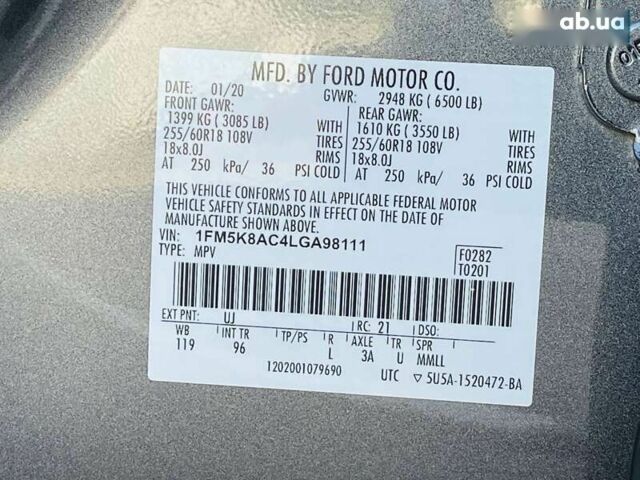 ab.ua
MFD. BY FORD MOTOR CO.
DATE: 01/20 GVWR: 2948 KG ( 6500 LB)
FRONT GAWR: REAR GAWR:
1399 KG ( 3085 LB) WITH 1610 KG ( 3550 LB) WITH
255/60R18 108V TIRES 255/60R18 108V TIRES
18x8.0J RIMS 18x8.0J RIMS
AT 250 kPa/ 36 PSI COLD AT 250 kPa/ 36 PSI COLD
THIS VEHICLE CONFORMS TO ALL APPLICABLE FEDERAL MOTOR
VEHICLE SAFETY STANDARDS IN EFFECT ON THE DATE OF
MANUFACTURE SHOWN ABOVE.
VIN: 1FM5K8AC4LGA98111 F0282
TYPE: MPV T0201
EXT PNT: UJ RC: 21 DSO:
WB INT TR TP/PS R AXLE TR SPR
119 96 L 3A U MMLL
1202001079690 UTC ▽ 5U5A-1520472-BA